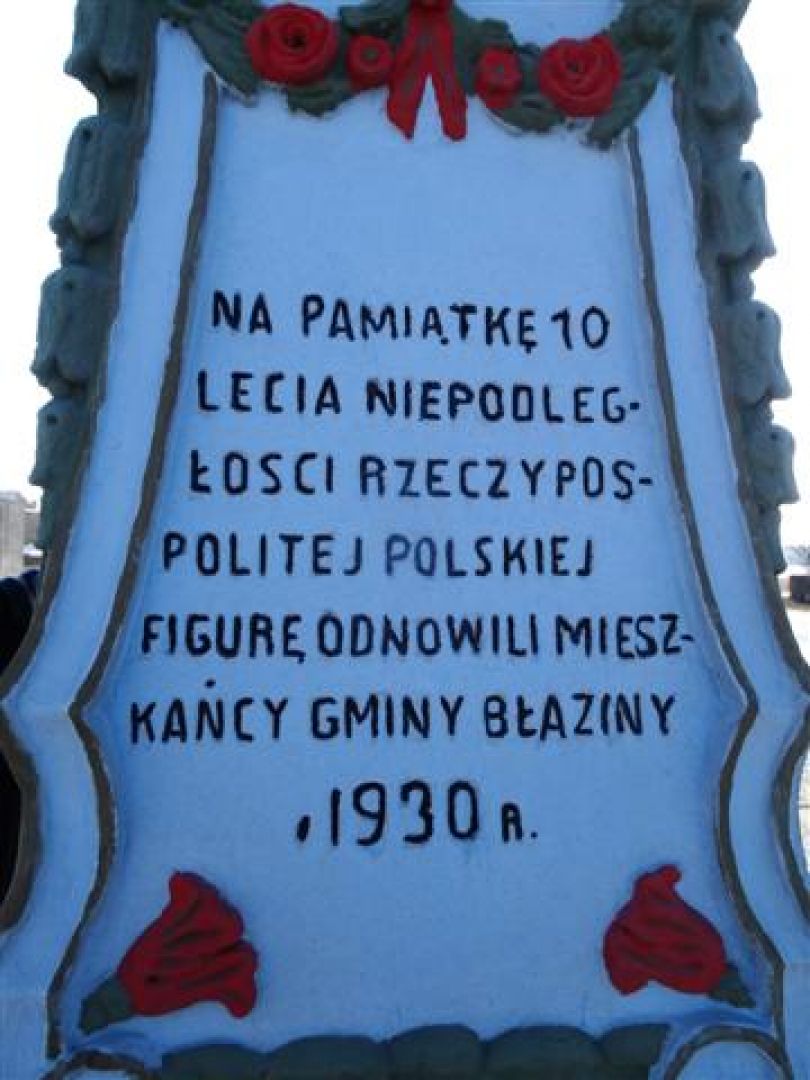 NA PAMIĄTKĘ 10
LECIA NIEPODLEG-
ŁOSCI RZECZYPOS-
POLITEJ POLSKIEJ
FIGURĘ ODNOWILI MIESZ-
KAŃCY GMINY BŁAZINY
1930 R.